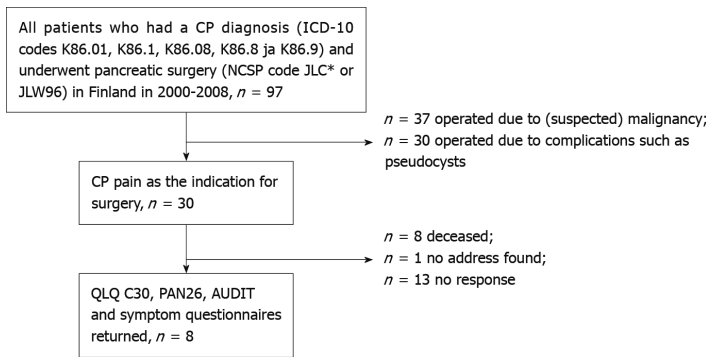 All patients who had a CP diagnosis (ICD-10
codes K86.01, K86.1, K86.08, K86.8 ja K86.9) and
underwent pancreatic surgery (NCSP code JLC* or
JLW96) in Finland in 2000-2008, n = 97
n = 37 operated due to (suspected) malignancy;
n = 30 operated due to complications such as
pseudocysts
CP pain as the indication for
surgery, n = 30
n = 8 deceased;
n = 1 no address found;
n = 13 no response
QLQ C30, PAN26, AUDIT
and symptom questionnaires
returned, n = 8